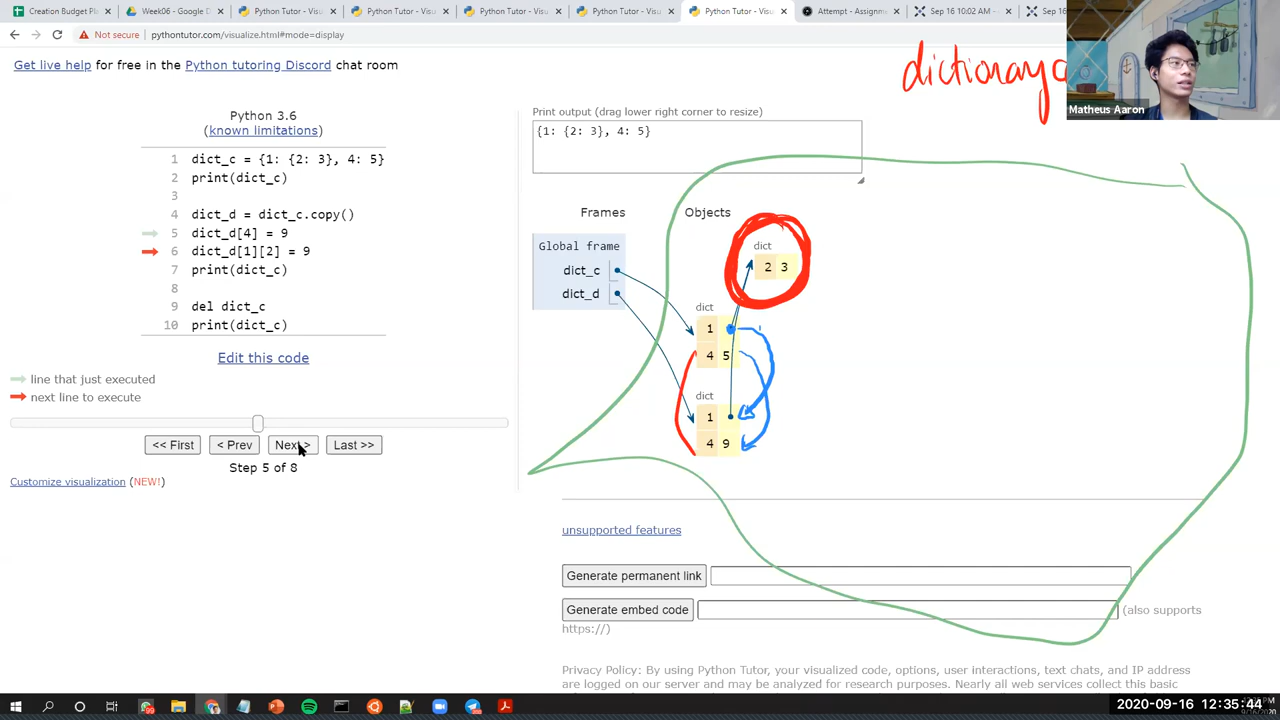 Creation Budget Pl
Week06 - Google D
Python Tutor - Visuali
Python Tutor - Visuali
Python Tutor - Visuali
Python Tutor - Visuali
Python Tutor - Visuali
Attempt - Assignme
Sep 16 10:02 AM -
Sep 16
Not secure | pythontutor.com/visualize.html#mode=display
Get live help for free in the Python tutoring Discord chat room
dictionary
Matheus Aaron
Python 3.6
(known limitations)
1 dict_c = {1: {2: 3}, 4: 5}
2 print(dict_c)
3
4 dict_d = dict_c.copy()
5 dict_d[4] = 9
6 dict_d[1][2] = 9
7 print(dict_c)
8
9 del dict_c
10 print(dict_c)
Edit this code
line that just executed
next line to execute
<< First
< Prev
Next >
Last >>
Step 5 of 8
Customize visualization (NEW!)
Print output (drag lower right corner to resize)
{1: {2: 3}, 4: 5}
Frames
Objects
Global frame
dict_c
dict_d
dict
2 3
dict
1
4 5
dict
1
4 9
unsupported features
Generate permanent link
Generate embed code
(also supports
https://)
Privacy Policy: By using Python Tutor, your visualized code, options, user interactions, text chats, and IP address
are logged on our server and may be analyzed for research purposes. Nearly all web services collect this basic
2020-09-16 12:35:44